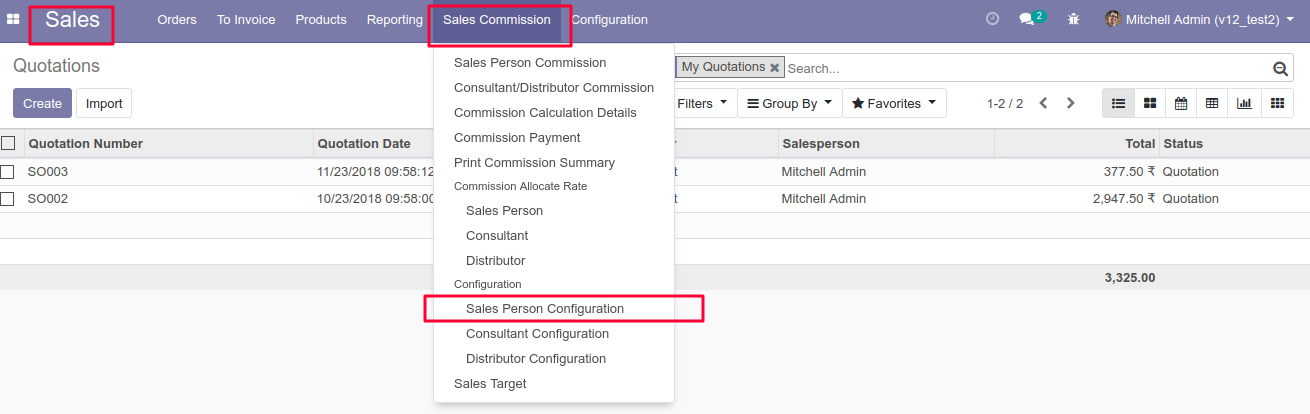 Sales Orders To Invoice Products Reporting Sales Commission Configuration 2 Mitchell Admin (v12_test2)
Quotations My Quotations Search...
Create Import Filters Group By Favorites 1-2 / 2
Sales Person Commission
Consultant/Distributor Commission
Commission Calculation Details
Commission Payment
Print Commission Summary
Commission Allocate Rate
Sales Person
Consultant
Distributor
Configuration
Sales Person Configuration
Consultant Configuration
Distributor Configuration
Sales Target
Quotation Number Quotation Date Salesperson Total Status
SO003 11/23/2018 09:58:12 Mitchell Admin 377.50 ₹ Quotation
SO002 10/23/2018 09:58:00 Mitchell Admin 2,947.50 ₹ Quotation
3,325.00